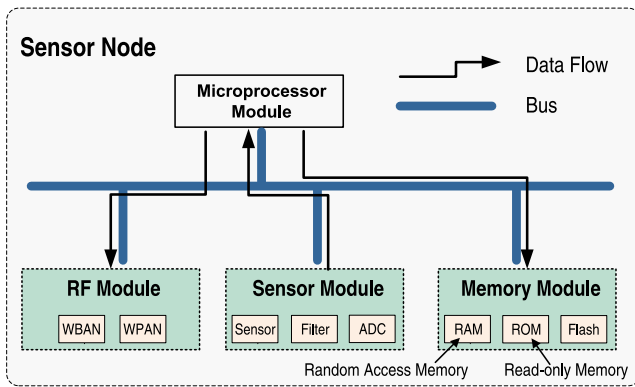 Sensor Node
Microprocessor
Module
Data Flow
Bus
RF Module
WBAN
WPAN
Sensor Module
Sensor
Filter
ADC
Memory Module
RAM
ROM
Flash
Random Access Memory
Read-only Memory